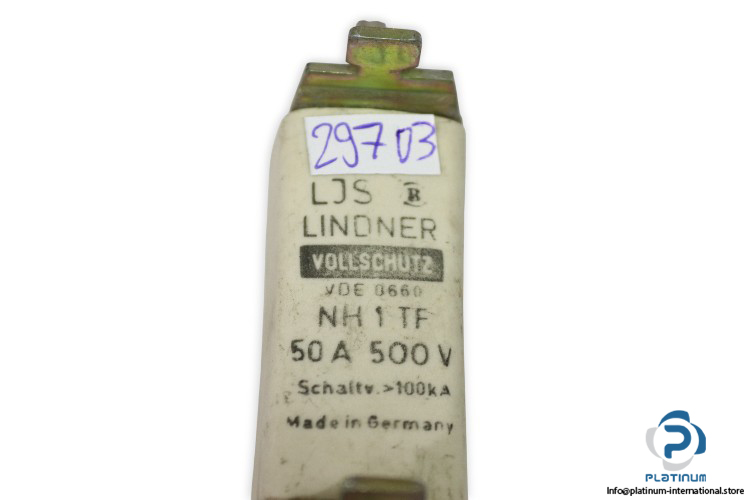 29703
LJS B
LINDNER
VOLLSCHUTZ
VDE 0660
NH 1 TF
50 A 500 V
Schaltv. >100kA
Made in Germany
PLATINUM
INTERNATIONAL
Info@platinum-international.store